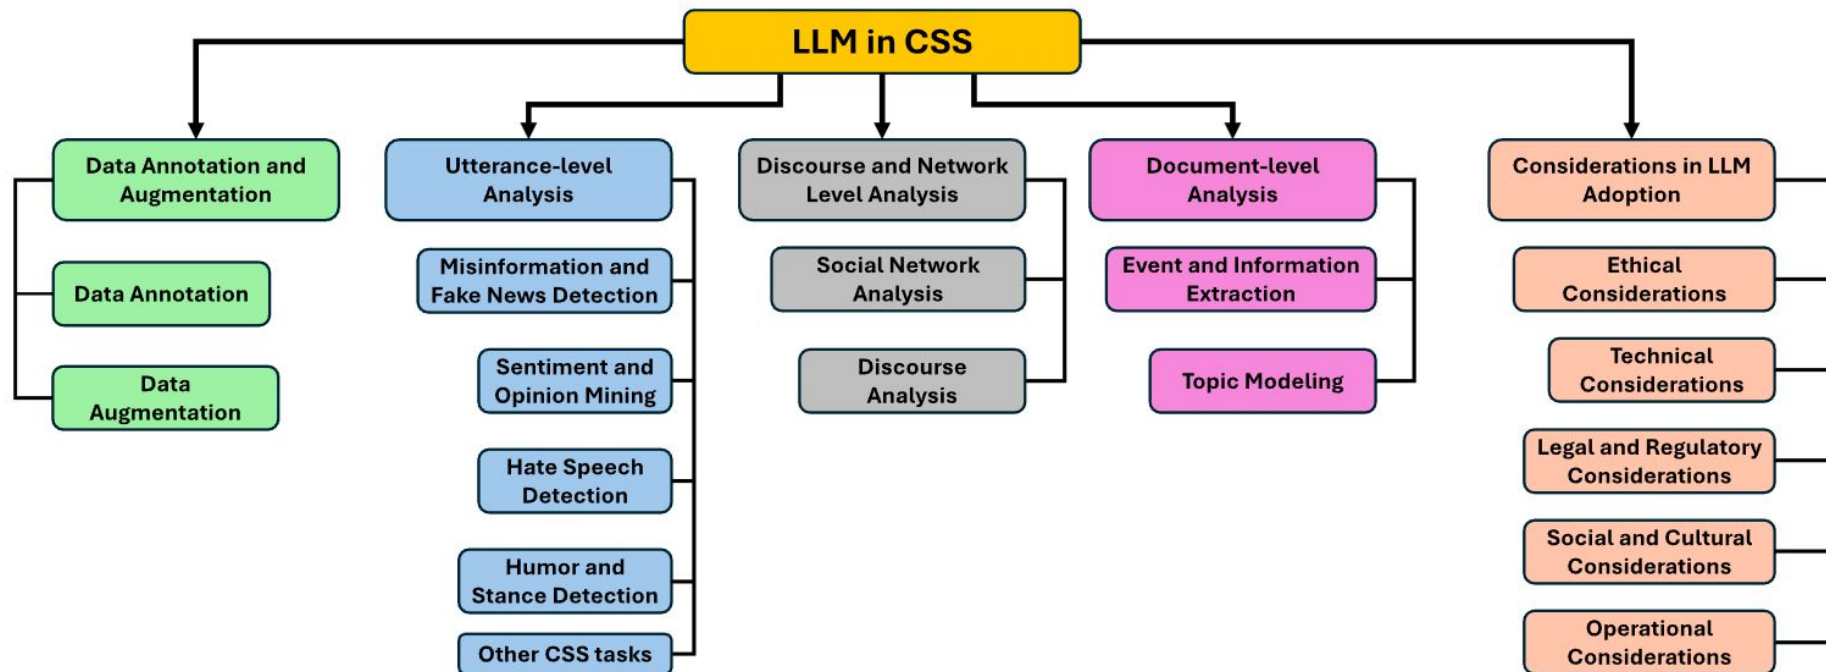 LLM in CSS
Data Annotation and
Augmentation
Data Annotation
Data
Augmentation
Utterance-level
Analysis
Misinformation and
Fake News Detection
Sentiment and
Opinion Mining
Hate Speech
Detection
Humor and
Stance Detection
Other CSS tasks
Discourse and Network
Level Analysis
Social Network
Analysis
Discourse
Analysis
Document-level
Analysis
Event and Information
Extraction
Topic Modeling
Considerations in LLM
Adoption
Ethical
Considerations
Technical
Considerations
Legal and Regulatory
Considerations
Social and Cultural
Considerations
Operational
Considerations